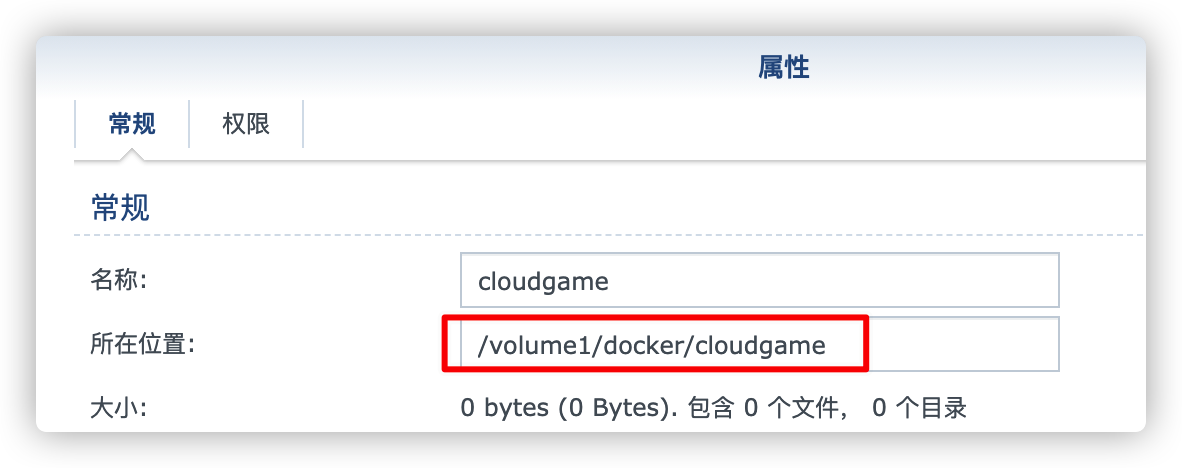 属性
常规 权限
常规
名称: cloudgame
所在位置: /volume1/docker/cloudgame
大小: 0 bytes (0 Bytes). 包含 0 个文件， 0 个目录